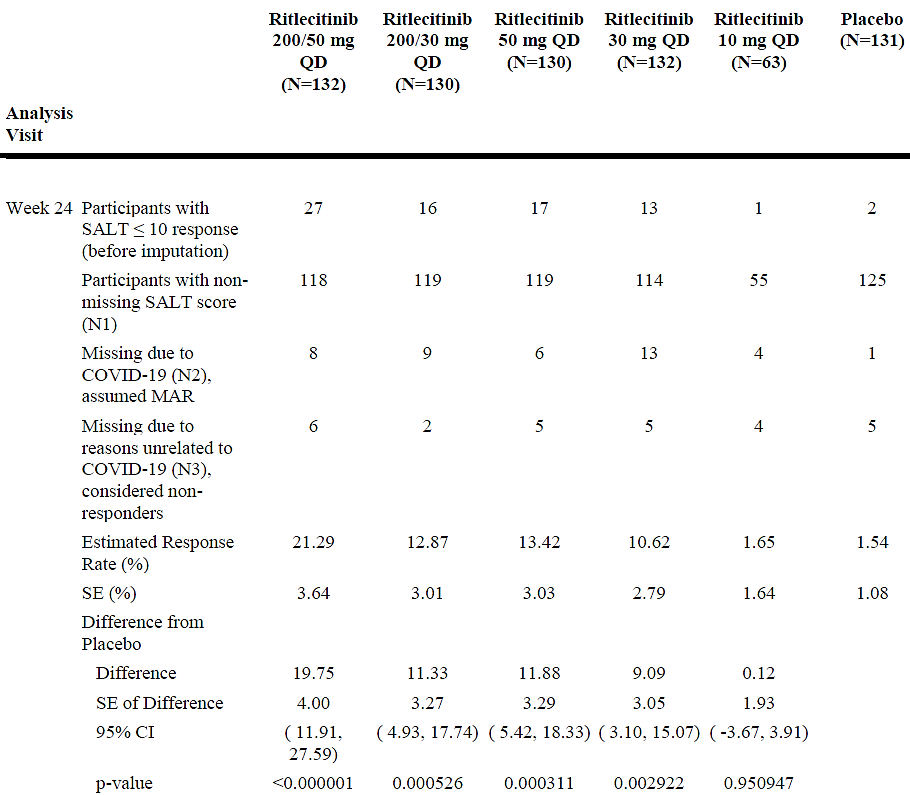 Ritlecitinib Ritlecitinib Ritlecitinib Ritlecitinib Ritlecitinib Placebo
200/50 mg 200/30 mg 50 mg QD 30 mg QD 10 mg QD (N=131)
QD QD (N=130) (N=132) (N=63)
(N=132) (N=130)
Analysis
Visit
Week 24 Participants with 27 16 17 13 1 2
SALT ≤ 10 response
(before imputation)
Participants with non- 118 119 119 114 55 125
missing SALT score
(N1)
Missing due to 8 9 6 13 4 1
COVID-19 (N2),
assumed MAR
Missing due to 6 2 5 5 4 5
reasons unrelated to
COVID-19 (N3),
considered non-
responders
Estimated Response 21.29 12.87 13.42 10.62 1.65 1.54
Rate (%)
SE (%) 3.64 3.01 3.03 2.79 1.64 1.08
Difference from
Placebo
Difference 19.75 11.33 11.88 9.09 0.12
SE of Difference 4.00 3.27 3.29 3.05 1.93
95% CI ( 11.91, ( 4.93, 17.74) ( 5.42, 18.33) ( 3.10, 15.07) ( -3.67, 3.91)
27.59)
p-value <0.000001 0.000526 0.000311 0.002922 0.950947